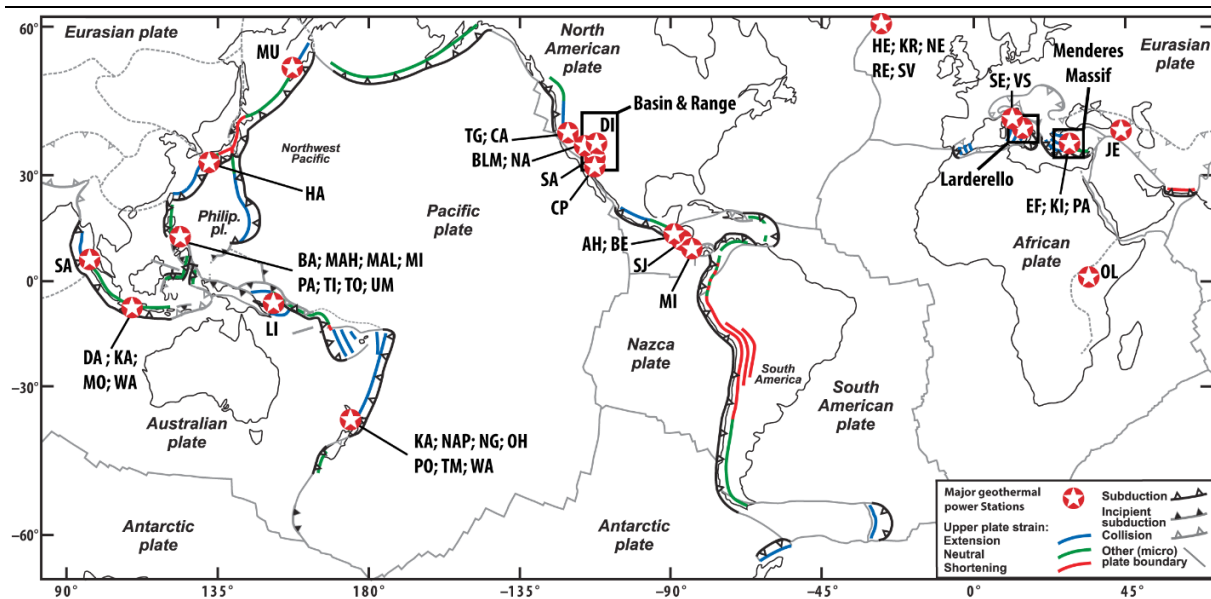 60°
30°
0
-30°
-60°
90°
135°
180°
-135°
-90°
-45°
0°
45°
Eurasian plate
MU
North
American
plate
HE; KR; NE
RE; SV
Menderes
Massif
Eurasian
plate
SE; VS
Basin & Range
DI
TG; CA
BLM; NA
SA
CP
JE
Larderello
EF; KI; PA
Northwest
Pacific
HA
Philip.
pl.
Pacific
plate
African
plate
SA
BA; MAH; MAL; MI
PA; TI; TO; UM
AH; BE
SJ
MI
OL
LI
DA ; KA;
MO; WA
Nazca
plate
South
America
South
American
plate
Australian
plate
KA; NAP; NG; OH
PO; TM; WA
Antarctic
plate
Antarctic
plate
Major geothermal
power Stations
Upper plate strain:
Extension
Neutral
Shortening
Subduction
Incipient
subduction
Collision
Other (micro)
plate boundary